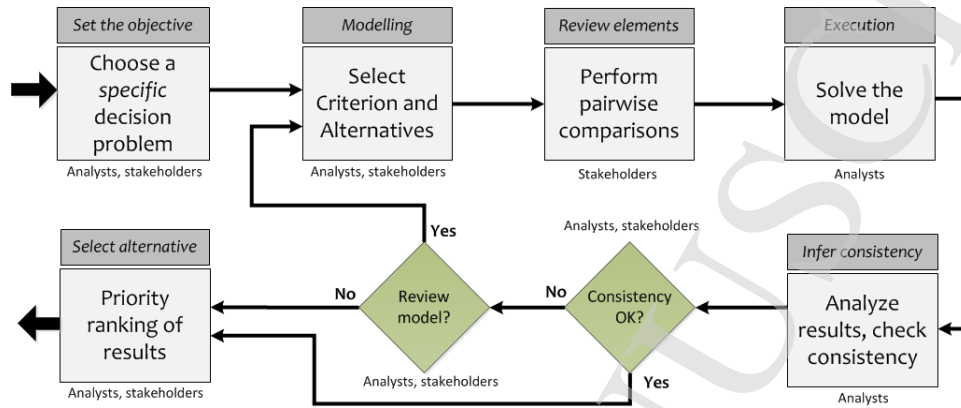 Set the objective
Choose a
specific
decision
problem
Analysts, stakeholders
Modelling
Select
Criterion and
Alternatives
Analysts, stakeholders
Review elements
Perform
pairwise
comparisons
Stakeholders
Execution
Solve the
model
Analysts
Infer consistency
Analyze
results, check
consistency
Analysts
Analysts, stakeholders
Consistency
OK?
No
Yes
Review
model?
Yes
No
Analysts, stakeholders
Select alternative
Priority
ranking of
results
Analysts, stakeholders